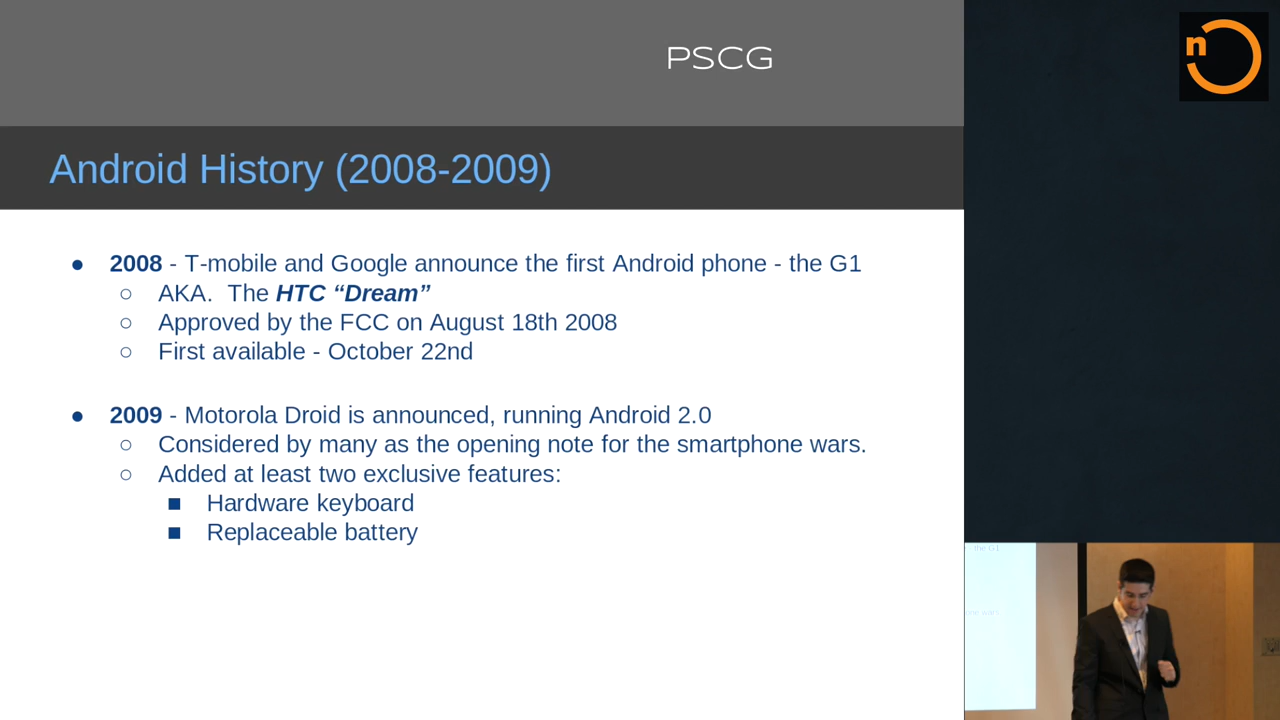 PSCG
n
Android History (2008-2009)
● 2008 - T-mobile and Google announce the first Android phone - the G1
○ AKA. The HTC “Dream”
○ Approved by the FCC on August 18th 2008
○ First available - October 22nd
● 2009 - Motorola Droid is announced, running Android 2.0
○ Considered by many as the opening note for the smartphone wars.
○ Added at least two exclusive features:
■ Hardware keyboard
■ Replaceable battery
the G1
wars